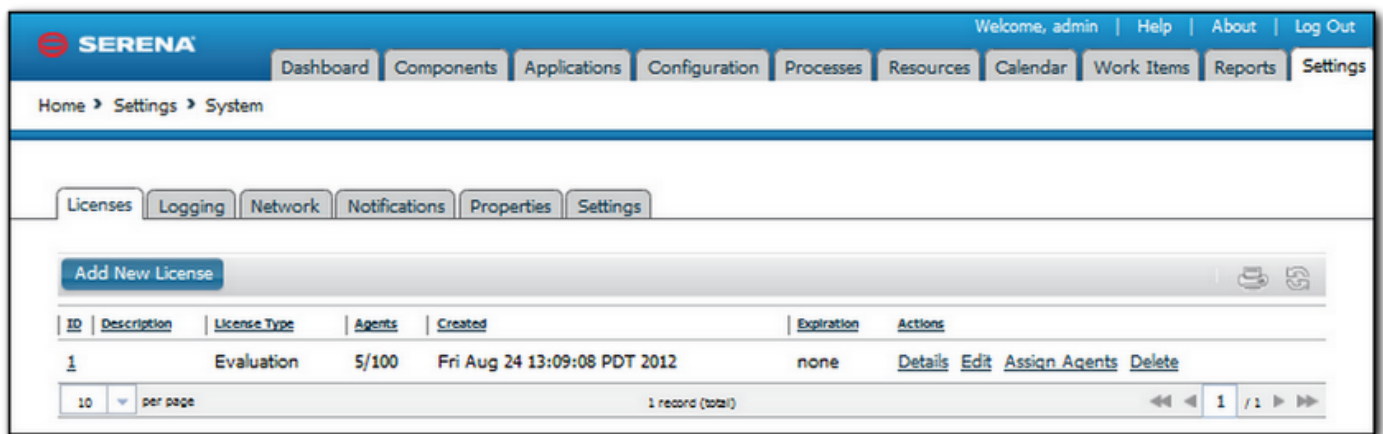 Welcome, admin | Help | About | Log Out
SERENA
Dashboard Components Applications Configuration Processes Resources Calendar Work Items Reports Settings
Home > Settings > System
Licenses Logging Network Notifications Properties Settings
Add New License
ID Description License Type Agents Created Expiration Actions
1 Evaluation 5/100 Fri Aug 24 13:09:08 PDT 2012 none Details Edit Assign Agents Delete
10 per page 1 record (total) 1 / 1